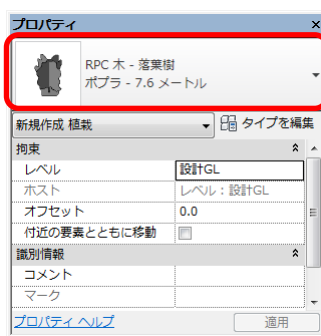 プロパティ ×
RPC 木 - 落葉樹
ポプラ - 7.6 メートル
新規作成 植栽 タイプを編集
拘束
レベル 設計GL
ホスト レベル : 設計GL
オフセット 0.0
付近の要素とともに移動
識別情報
コメント
マーク
プロパティ ヘルプ 適用